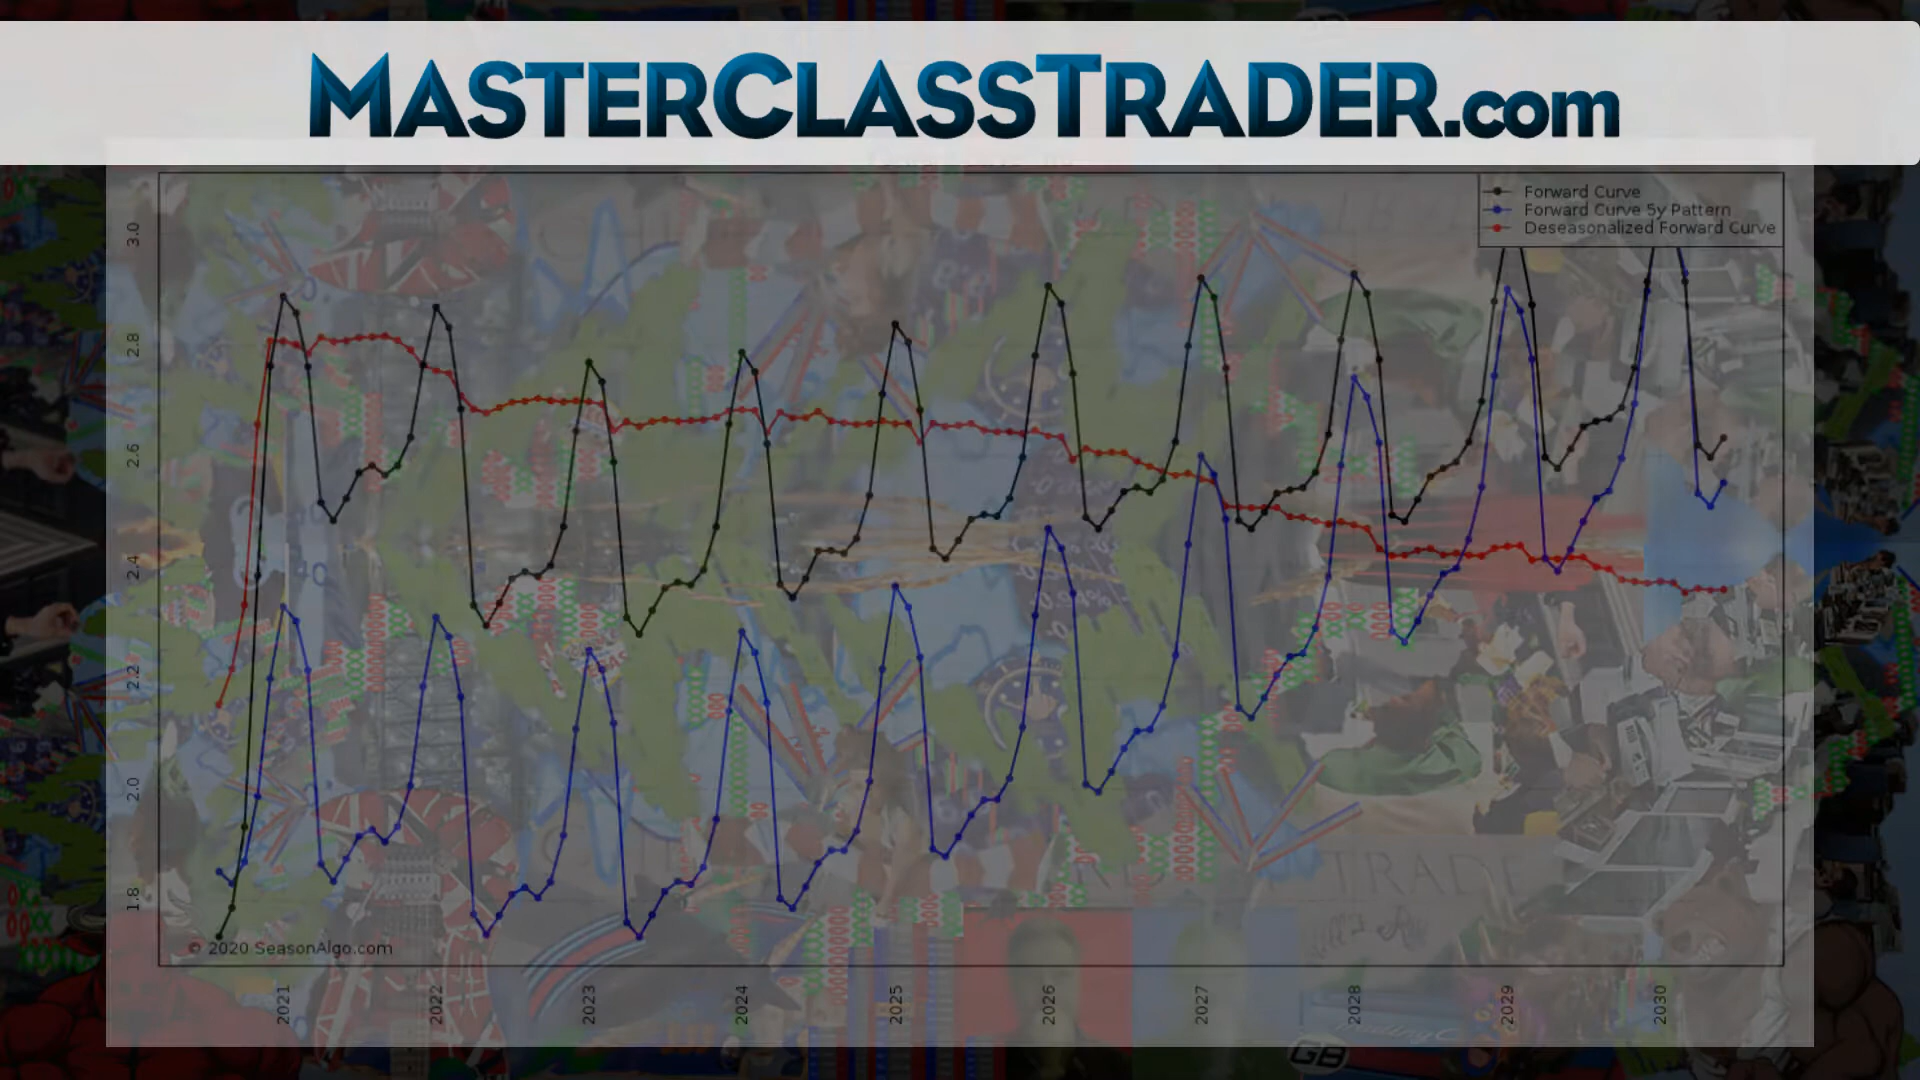 MASTERCLASSTRADER.com
Forward Curve
Forward Curve 5y Pattern
Deseasonalized Forward Curve
3.0
2.8
2.6
2.4
2.2
2.0
1.8
© 2020 SeasonAlgo.com
2021 2022 2023 2024 2025 2026 2027 2028 2029 2030
TRADE
GB